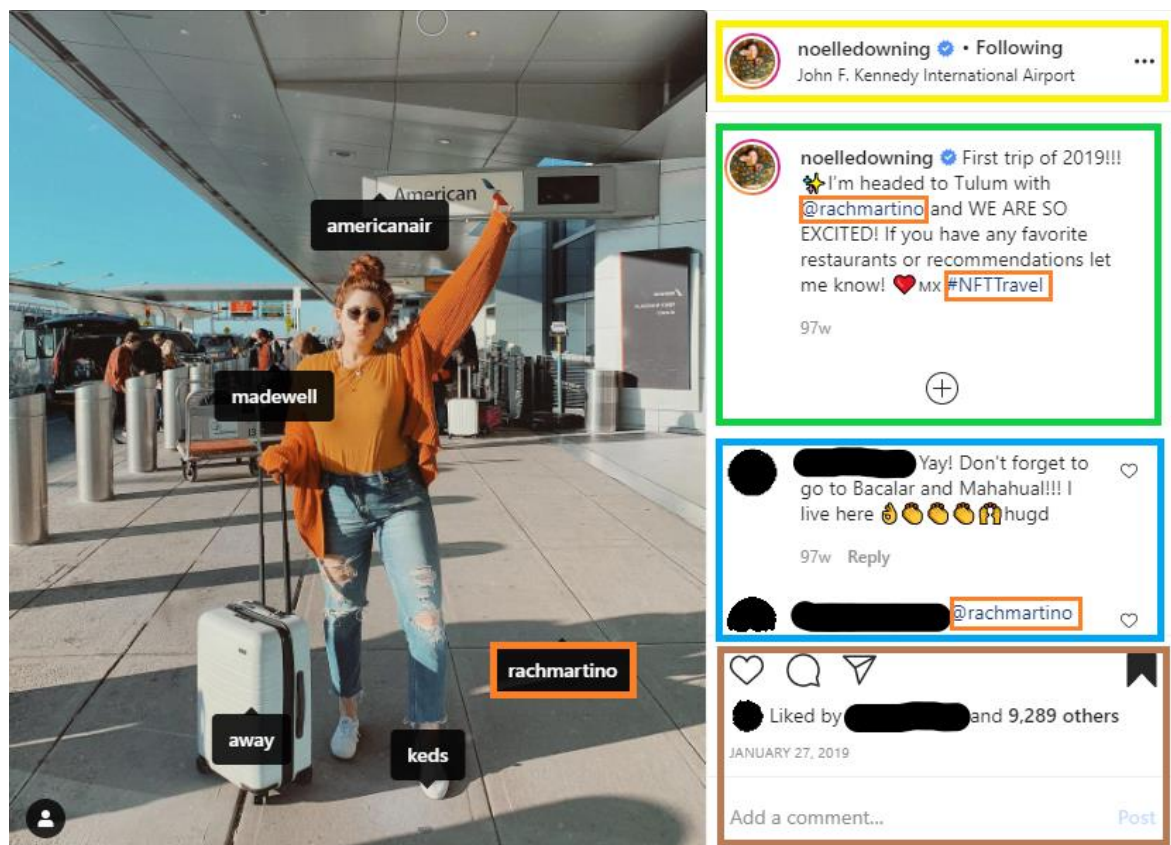 American
americanair
madewell
rachmartino
away
keds
noelledowning • Following
John F. Kennedy International Airport
noelledowning First trip of 2019!!!
✨I'm headed to Tulum with
@rachmartino and WE ARE SO
EXCITED! If you have any favorite
restaurants or recommendations let
me know! ❤️ MX #NFTTravel
97w
Yay! Don't forget to
go to Bacalar and Mahahual!!! I
live here 👌👏👏👏🙌hugd
97w Reply
@rachmartino
Liked by and 9,289 others
JANUARY 27, 2019
Add a comment... Post